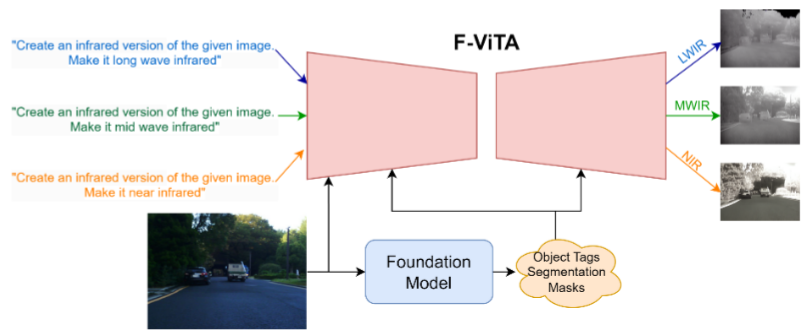 F-ViTA
"Create an infrared version of the given image.
Make it long wave infrared"
"Create an infrared version of the given image.
Make it mid wave infrared"
"Create an infrared version of the given image.
Make it near infrared"
LWIR
MWIR
NIR
Foundation
Model
Object Tags
Segmentation
Masks